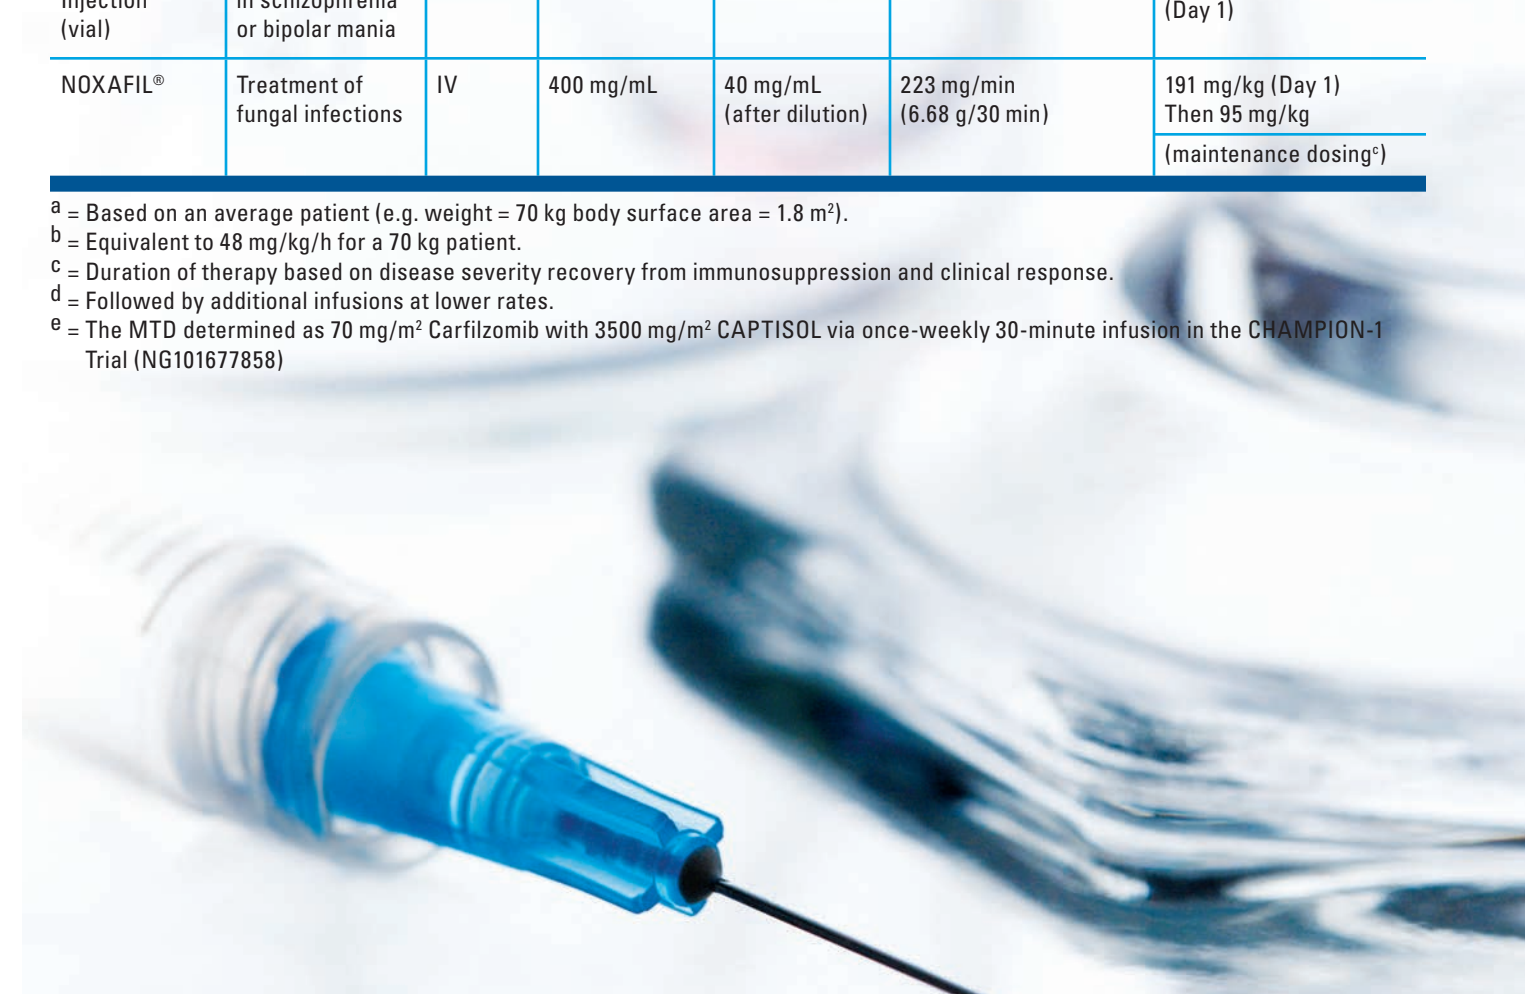 Injection
in schizophrenia
(Day 1)
(vial)
or bipolar mania
NOXAFIL®
Treatment of
fungal infections
IV
400 mg/mL
40 mg/mL
(after dilution)
223 mg/min
(6.68 g/30 min)
191 mg/kg (Day 1)
Then 95 mg/kg
(maintenance dosingᶜ)
a = Based on an average patient (e.g. weight = 70 kg body surface area = 1.8 m²).
b = Equivalent to 48 mg/kg/h for a 70 kg patient.
c = Duration of therapy based on disease severity recovery from immunosuppression and clinical response.
d = Followed by additional infusions at lower rates.
e = The MTD determined as 70 mg/m² Carfilzomib with 3500 mg/m² CAPTISOL via once-weekly 30-minute infusion in the CHAMPION-1
Trial (NG101677858)